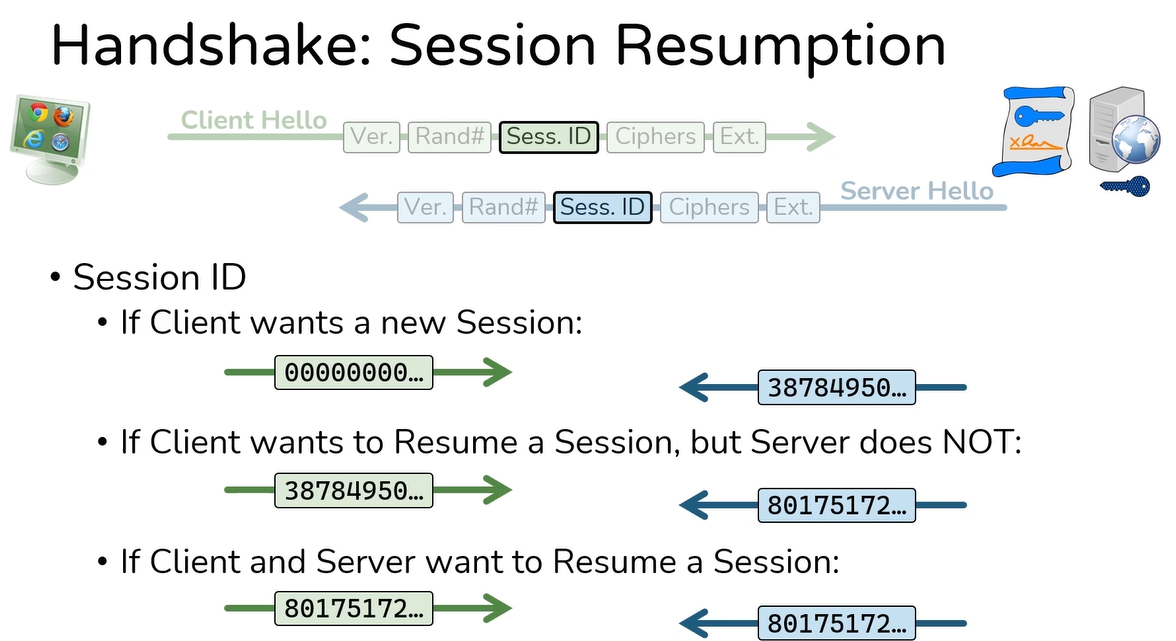 Handshake: Session Resumption
Client Hello
Ver. Rand# Sess. ID Ciphers Ext.
Server Hello
Ver. Rand# Sess. ID Ciphers Ext.
• Session ID
• If Client wants a new Session:
00000000…
38784950…
• If Client wants to Resume a Session, but Server does NOT:
38784950…
80175172…
• If Client and Server want to Resume a Session:
80175172…
80175172…